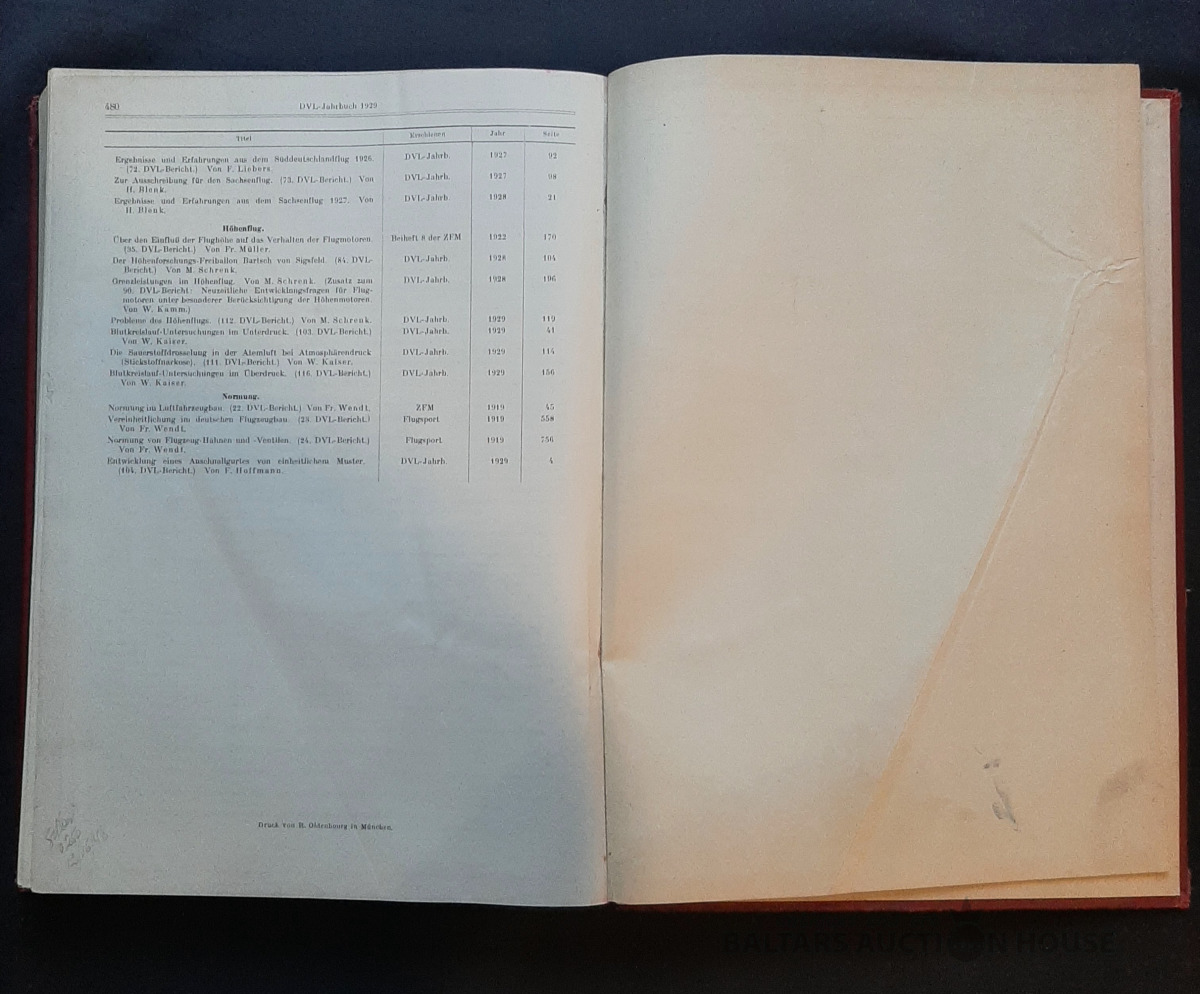 480
DVL-Jahrbuch 1929
Titel Erschienen Jahr Seite
Ergebnisse und Erfahrungen aus dem Süddeutschlandflug 1926. DVL-Jahrb. 1927 92
(72. DVL-Bericht.) Von F. Liebers.
Zur Ausschreibung für den Sachsenflug. (73. DVL-Bericht.) Von DVL-Jahrb. 1927 98
H. Blenk.
Ergebnisse und Erfahrungen aus dem Sachsenflug 1927. Von DVL-Jahrb. 1928 21
H. Blenk.
Höhenflug.
Über den Einfluß der Flughöhe auf das Verhalten der Flugmotoren. Beiheft 8 der ZFM 1922 170
(35. DVL-Bericht.) Von Fr. Müller.
Der Höhenforschungs-Freiballon Bartsch von Sigsfeld. (84. DVL- DVL-Jahrb. 1928 104
Bericht.) Von M. Schrenk.
Grenzleistungen im Höhenflug. Von M. Schrenk. (Zusatz zum DVL-Jahrb. 1928 196
90. DVL-Bericht: Neuzeitliche Entwicklungsfragen für Flug-
motoren unter besonderer Berücksichtigung der Höhenmotoren.
Von W. Kamm.)
Probleme des Höhenflugs. (112. DVL-Bericht.) Von M. Schrenk. DVL-Jahrb. 1929 119
Blutkreislauf-Untersuchungen im Unterdruck. (103. DVL-Bericht.) DVL-Jahrb. 1929 41
Von W. Kaiser.
Die Sauerstoffdrosselung in der Atemluft bei Atmosphärendruck DVL-Jahrb. 1929 114
(Stickstoffnarkose). (111. DVL-Bericht.) Von W. Kaiser.
Blutkreislauf-Untersuchungen im Überdruck. (116. DVL-Bericht.) DVL-Jahrb. 1929 156
Von W. Kaiser.
Normung.
Normung im Luftfahrzeugbau. (22. DVL-Bericht.) Von Fr. Wendt. ZFM 1919 45
Vereinheitlichung im deutschen Flugzeugbau. (23. DVL-Bericht.) Flugsport 1919 558
Von Fr. Wendt.
Normung von Flugzeug-Hähnen und -Ventilen. (24. DVL-Bericht.) Flugsport 1919 756
Von Fr. Wendt.
Entwicklung eines Anschnallgurtes von einheitlichem Muster. DVL-Jahrb. 1929 4
(104. DVL-Bericht.) Von F. Hoffmann.
Druck von R. Oldenbourg in München.
BALTARS AUCTION HOUSE